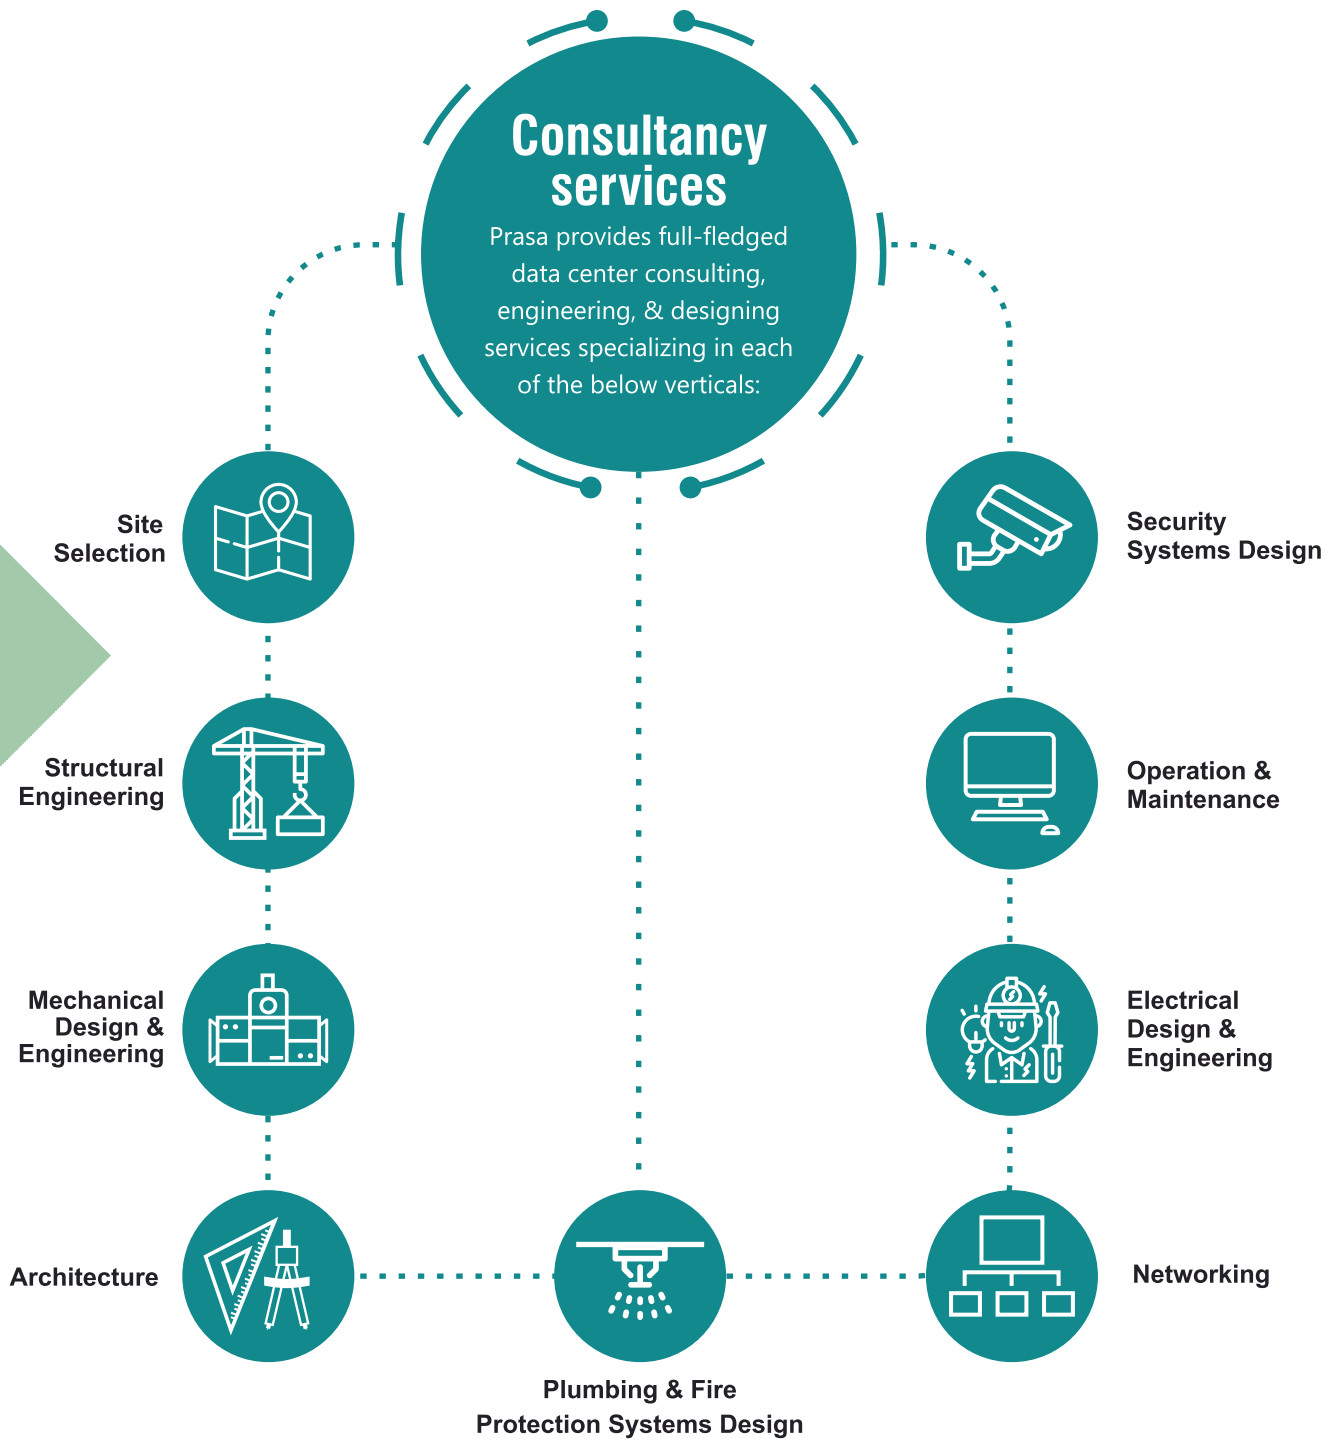 Consultancy
services
Prasa provides full-fledged
data center consulting,
engineering, & designing
services specializing in each
of the below verticals:
Site
Selection
Structural
Engineering
Mechanical
Design &
Engineering
Architecture
Plumbing & Fire
Protection Systems Design
Security
Systems Design
Operation &
Maintenance
Electrical
Design &
Engineering
Networking